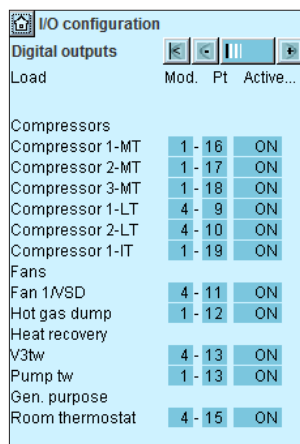 I/O configuration
Digital outputs
Load Mod. Pt Active...
Compressors
Compressor 1-MT 1 - 16 ON
Compressor 2-MT 1 - 17 ON
Compressor 3-MT 1 - 18 ON
Compressor 1-LT 4 - 9 ON
Compressor 2-LT 4 - 10 ON
Compressor 1-IT 1 - 19 ON
Fans
Fan 1/VSD 4 - 11 ON
Hot gas dump 1 - 12 ON
Heat recovery
V3tw 4 - 13 ON
Pump tw 1 - 13 ON
Gen. purpose
Room thermostat 4 - 15 ON